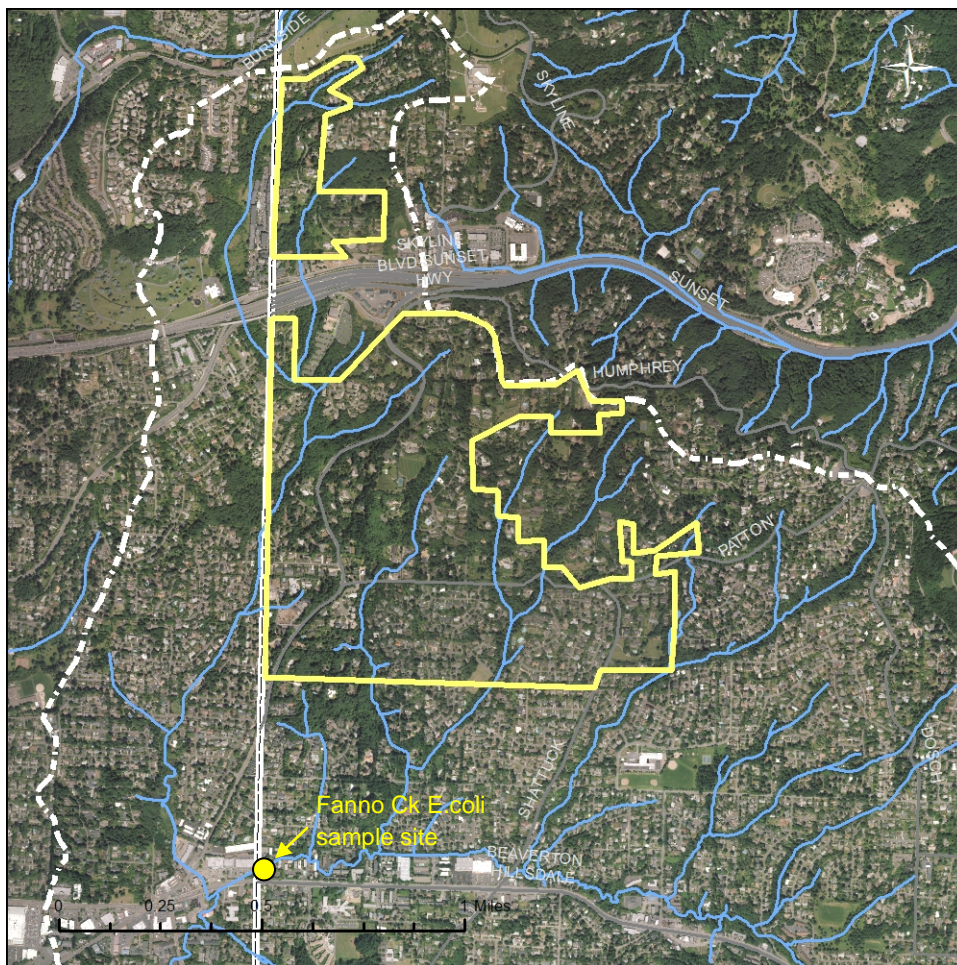 BURNSIDE
N
SKYLINE
SKYLINE
BLVD/SUNSET
HWY
SUNSET
HUMPHREY
PATTON
SHATTUCK
DOSCH
Fanno Ck E.coli
sample site
BEAVERTON
HILLSDALE
0 0.25 0.5 1 Miles